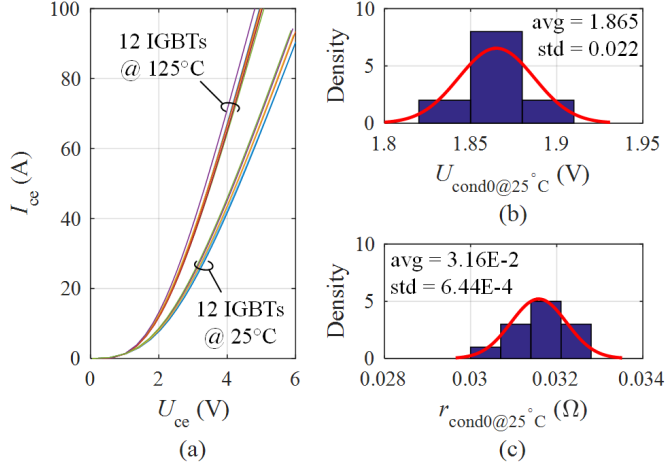 100
80
60
40
20
0
0
2
4
6
I_ce (A)
U_ce (V)
12 IGBTs
@ 125°C
12 IGBTs
@ 25°C
(a)
10
5
0
1.8
1.85
1.9
1.95
Density
avg = 1.865
std = 0.022
U_cond0@25°C (V)
(b)
10
5
0
0.028
0.03
0.032
0.034
Density
avg = 3.16E-2
std = 6.44E-4
r_cond0@25°C (Ω)
(c)